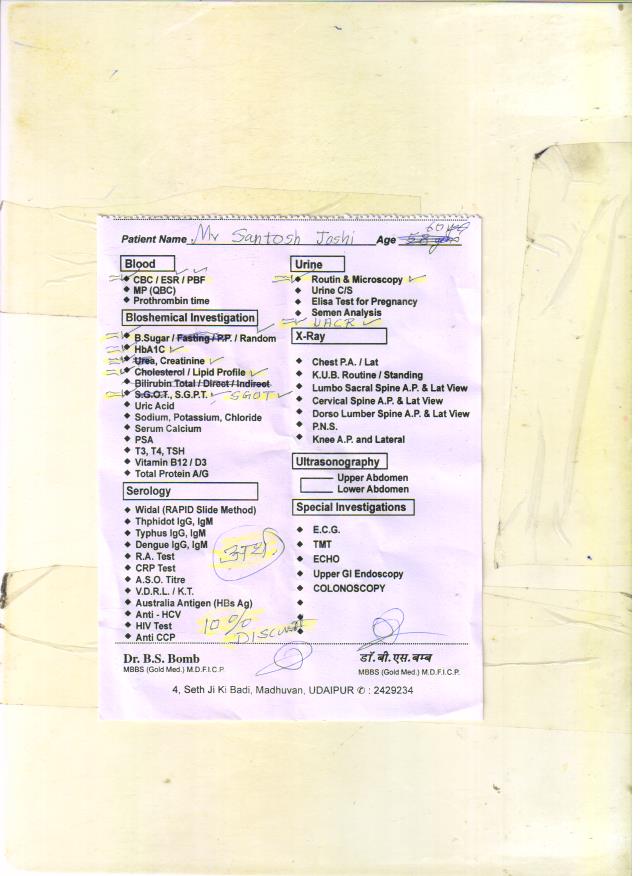 Patient Name Mr Santosh Joshi Age 58 yrs 60 yrs
Blood
CBC / ESR / PBF
MP (QBC)
Prothrombin time
Bloshemical Investigation
B.Sugar / Fasting / P.P. / Random
HbA1C
Urea, Creatinine
Cholesterol / Lipid Profile
Bilirubin Total / Direct / Indirect
S.G.O.T., S.G.P.T. SGOT
Uric Acid
Sodium, Potassium, Chloride
Serum Calcium
PSA
T3, T4, TSH
Vitamin B12 / D3
Total Protein A/G
Serology
Widal (RAPID Slide Method)
Thphidot IgG, IgM
Typhus IgG, IgM
Dengue IgG, IgM
R.A. Test
CRP Test
A.S.O. Titre
V.D.R.L. / K.T.
Australia Antigen (HBs Ag)
Anti - HCV
HIV Test
Anti CCP
10 %
DISCOUNT
Urine
Routin & Microscopy
Urine C/S
Elisa Test for Pregnancy
Semen Analysis
UACR
X-Ray
Chest P.A. / Lat
K.U.B. Routine / Standing
Lumbo Sacral Spine A.P. & Lat View
Cervical Spine A.P. & Lat View
Dorso Lumber Spine A.P. & Lat View
P.N.S.
Knee A.P. and Lateral
Ultrasonography
Upper Abdomen
Lower Abdomen
Special Investigations
E.C.G.
TMT
ECHO
Upper GI Endoscopy
COLONOSCOPY
Dr. B.S. Bomb
MBBS (Gold Med.) M.D.F.I.C.P.
डॉ. बी. एस. बम्ब
MBBS (Gold Med.) M.D.F.I.C.P.
4, Seth Ji Ki Badi, Madhuvan, UDAIPUR ✆ : 2429234